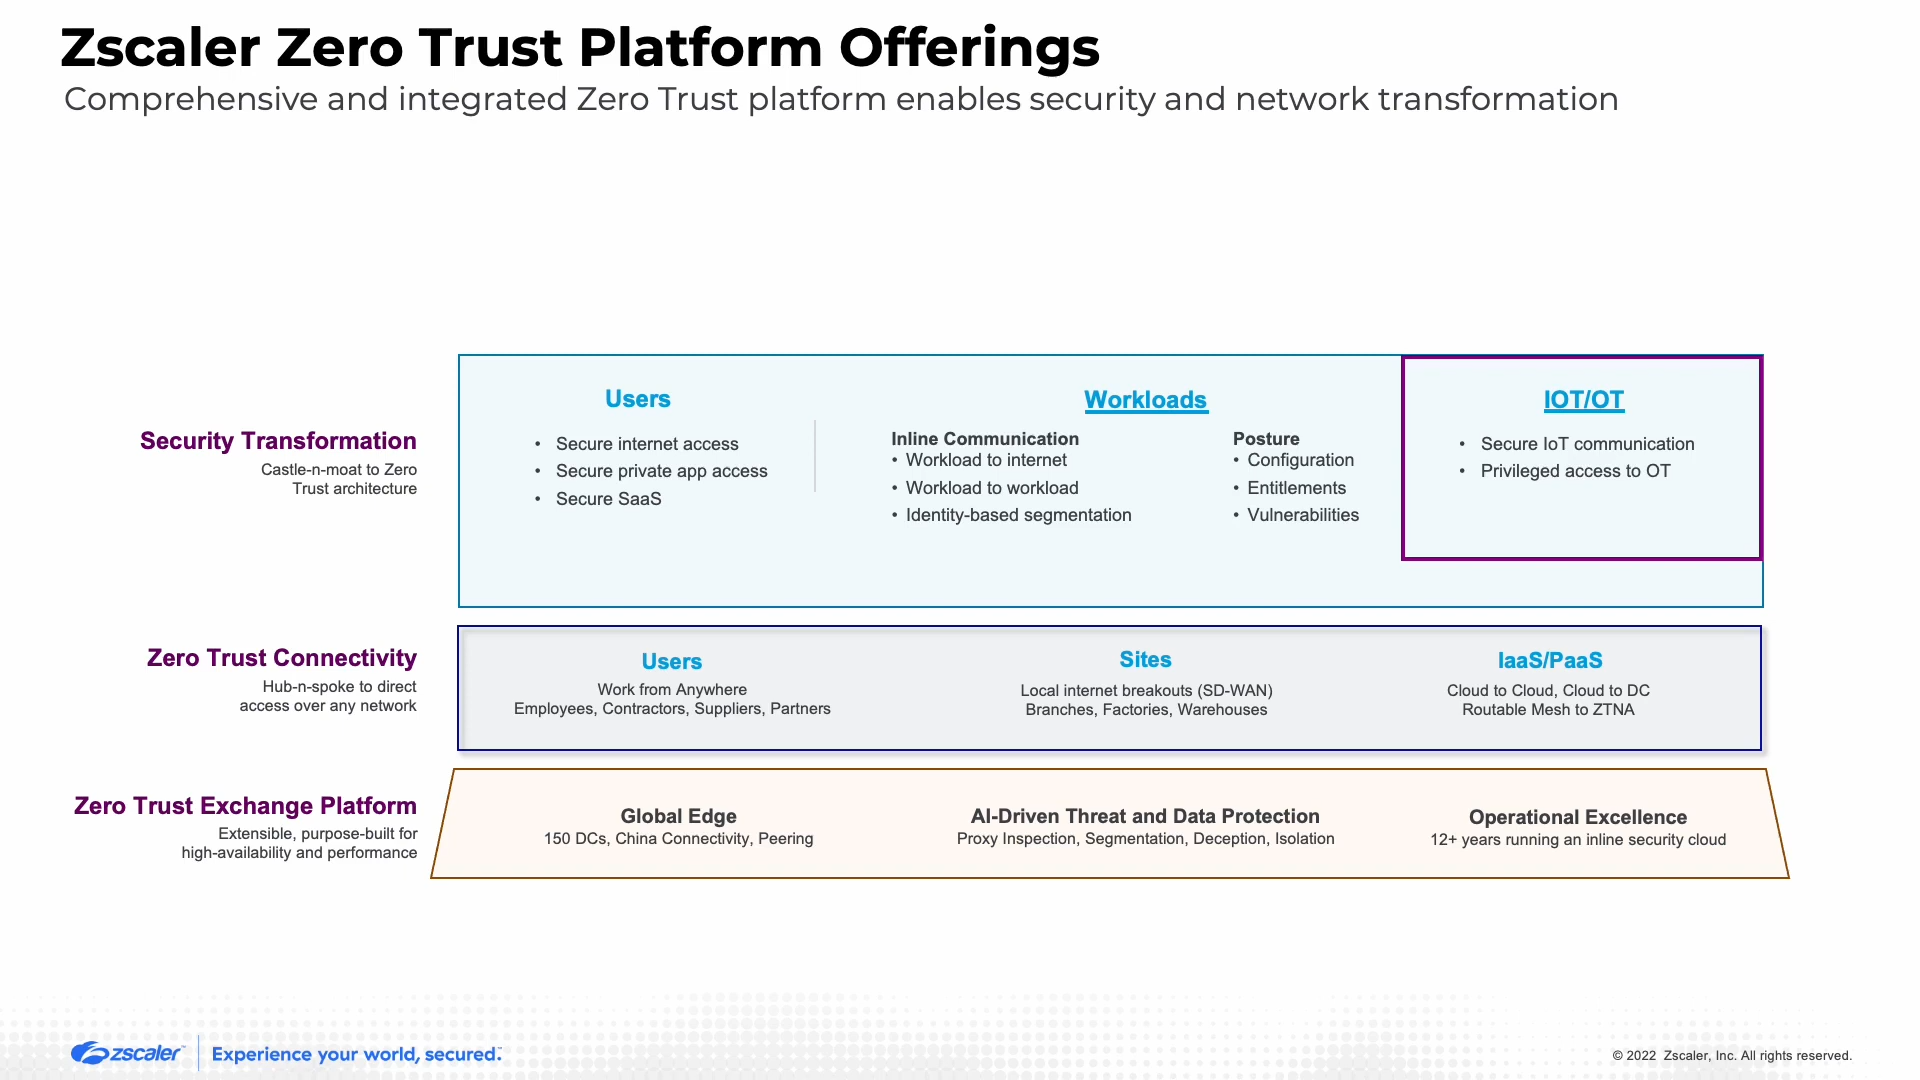 Zscaler Zero Trust Platform Offerings
Comprehensive and integrated Zero Trust platform enables security and network transformation
Security Transformation
Castle-n-moat to Zero
Trust architecture
Users
• Secure internet access
• Secure private app access
• Secure SaaS
Workloads
Inline Communication
• Workload to internet
• Workload to workload
• Identity-based segmentation
Posture
• Configuration
• Entitlements
• Vulnerabilities
IOT/OT
• Secure IoT communication
• Privileged access to OT
Zero Trust Connectivity
Hub-n-spoke to direct
access over any network
Users
Work from Anywhere
Employees, Contractors, Suppliers, Partners
Sites
Local internet breakouts (SD-WAN)
Branches, Factories, Warehouses
IaaS/PaaS
Cloud to Cloud, Cloud to DC
Routable Mesh to ZTNA
Zero Trust Exchange Platform
Extensible, purpose-built for
high-availability and performance
Global Edge
150 DCs, China Connectivity, Peering
AI-Driven Threat and Data Protection
Proxy Inspection, Segmentation, Deception, Isolation
Operational Excellence
12+ years running an inline security cloud
zscaler™
Experience your world, secured.™
© 2022 Zscaler, Inc. All rights reserved.